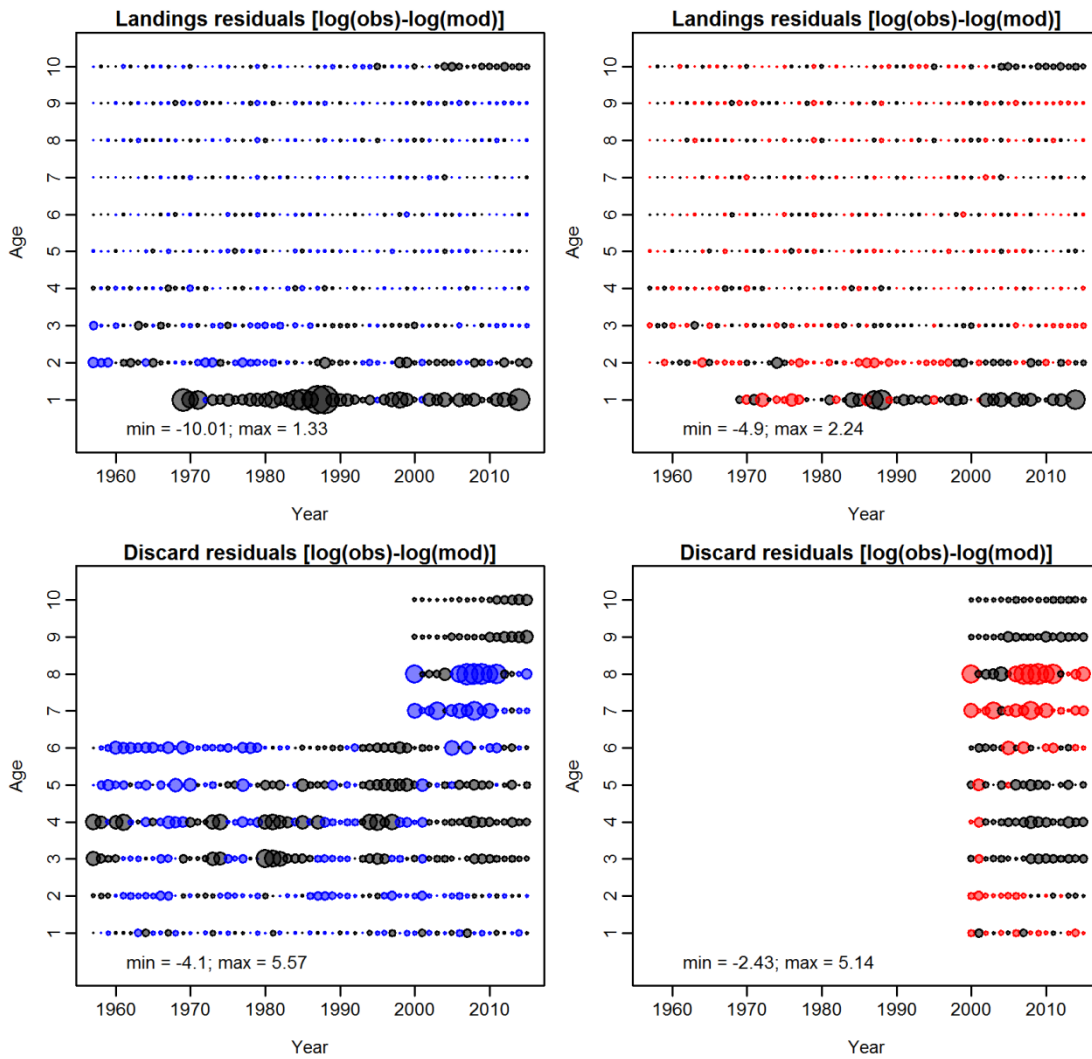 Landings residuals [log(obs)-log(mod)]
Age
10
9
8
7
6
5
4
3
2
1
min = -10.01; max = 1.33
1960 1970 1980 1990 2000 2010
Year
Landings residuals [log(obs)-log(mod)]
Age
10
9
8
7
6
5
4
3
2
1
min = -4.9; max = 2.24
1960 1970 1980 1990 2000 2010
Year
Discard residuals [log(obs)-log(mod)]
Age
10
9
8
7
6
5
4
3
2
1
min = -4.1; max = 5.57
1960 1970 1980 1990 2000 2010
Year
Discard residuals [log(obs)-log(mod)]
Age
10
9
8
7
6
5
4
3
2
1
min = -2.43; max = 5.14
1960 1970 1980 1990 2000 2010
Year